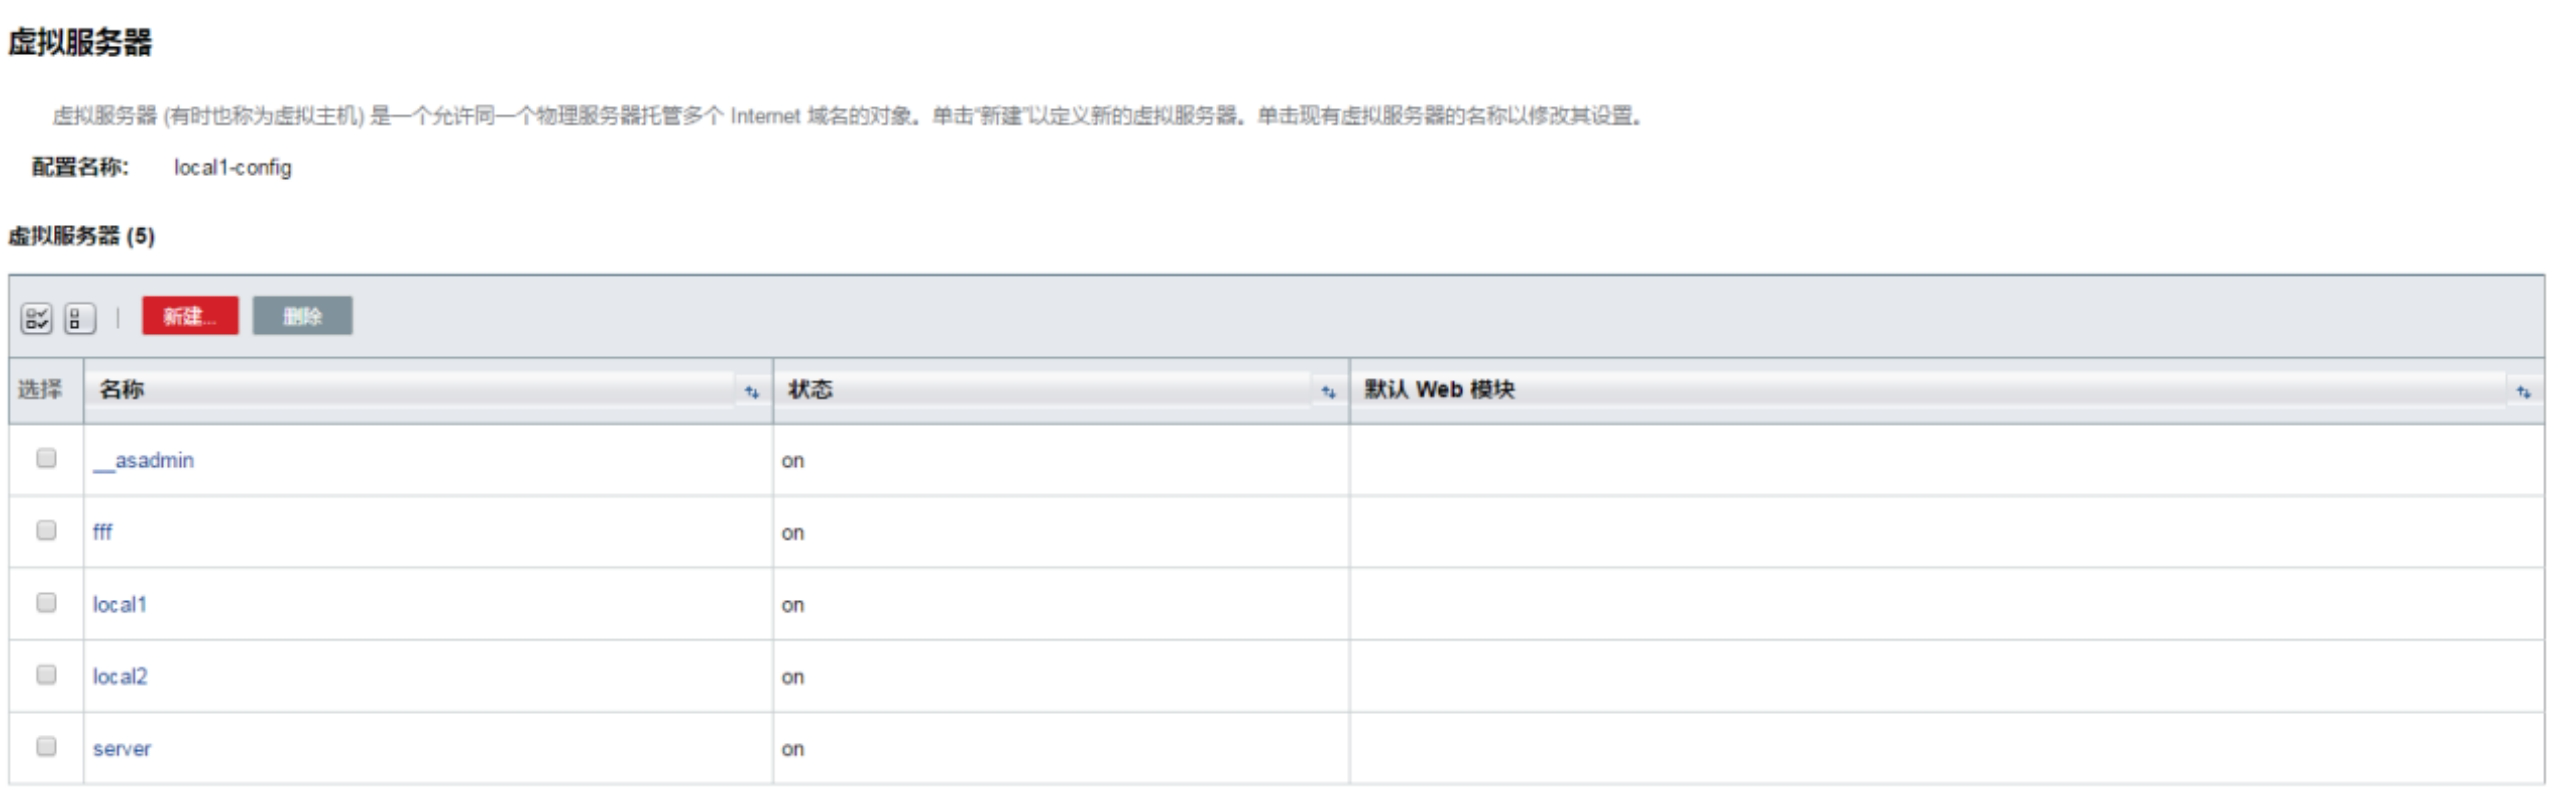 虚拟服务器
虚拟服务器 (有时也称为虚拟主机) 是一个允许同一个物理服务器托管多个 Internet 域名的对象。单击“新建”以定义新的虚拟服务器。单击现有虚拟服务器的名称以修改其设置。
配置名称: local1-config
虚拟服务器 (5)
新建... 删除
选择 名称 状态 默认 Web 模块
__asadmin on
fff on
local1 on
local2 on
server on